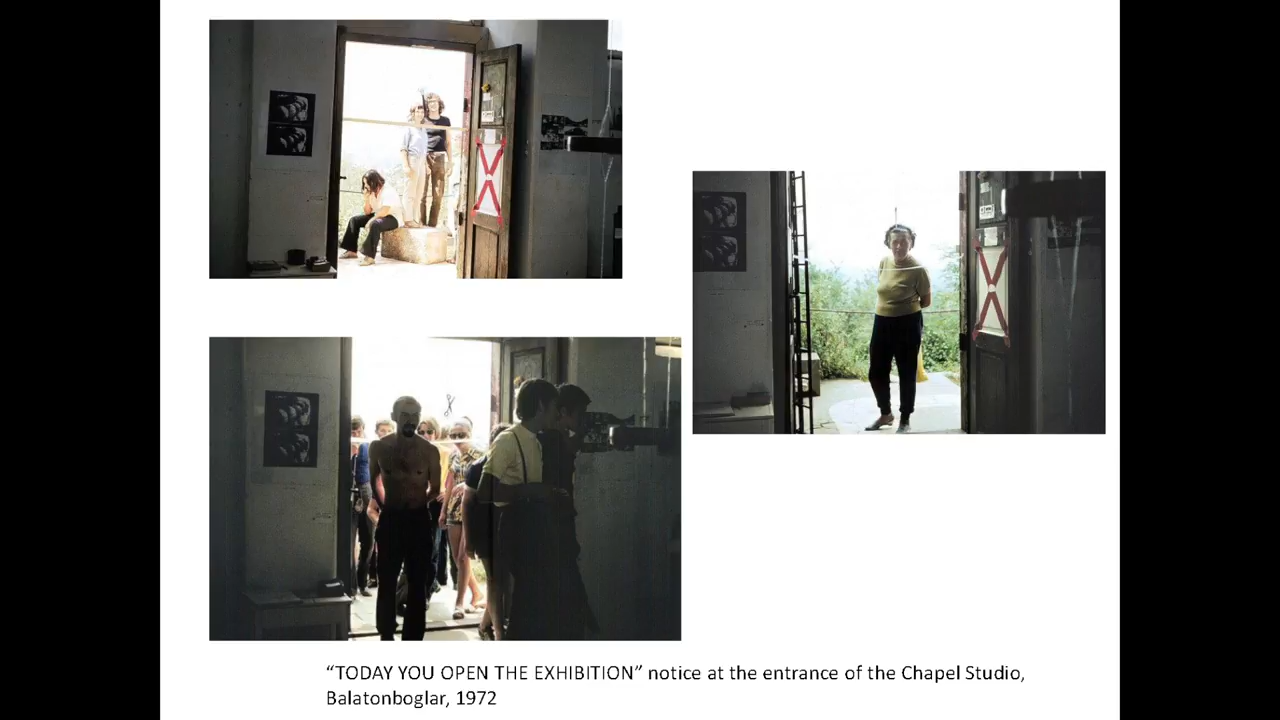 “TODAY YOU OPEN THE EXHIBITION” notice at the entrance of the Chapel Studio,
Balatonboglar, 1972